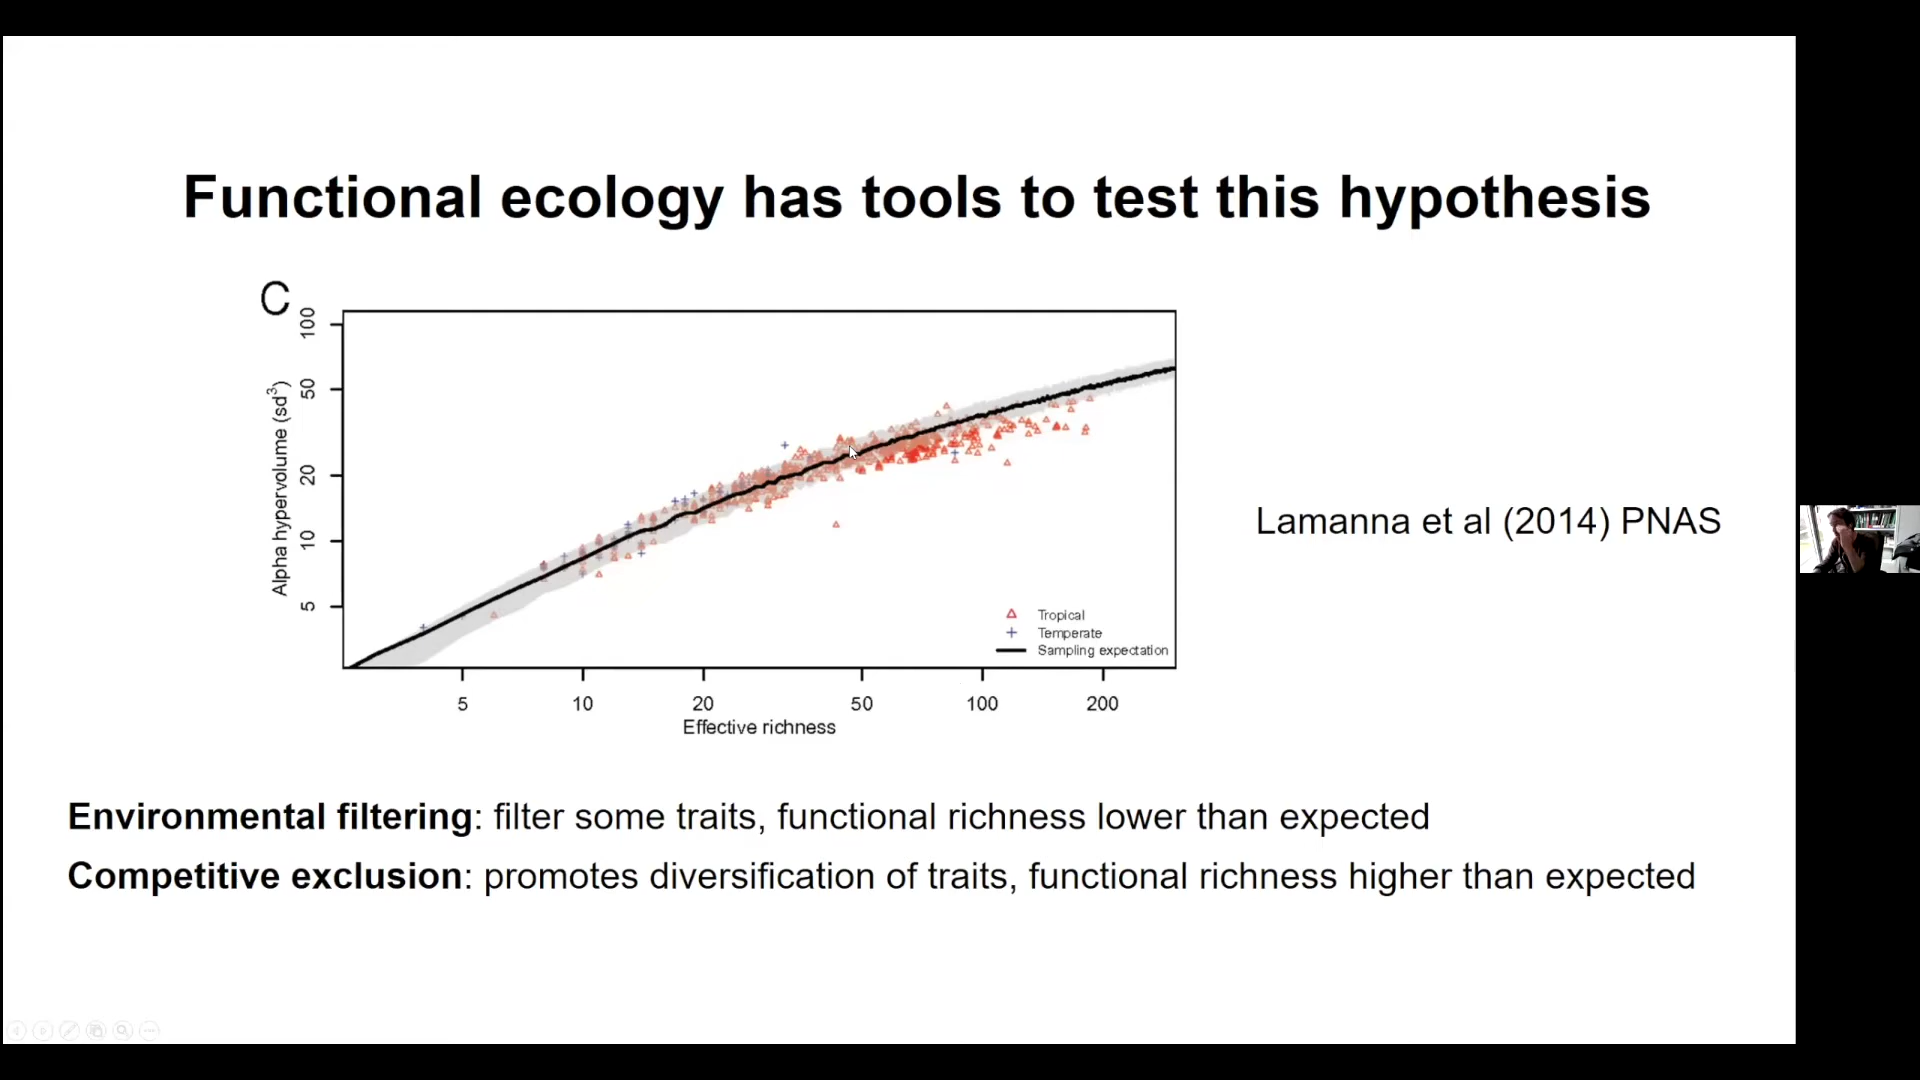 Functional ecology has tools to test this hypothesis
C
100
50
20
10
5
Alpha hypervolume (sd³)
Tropical
Temperate
Sampling expectation
5 10 20 50 100 200
Effective richness
Lamanna et al (2014) PNAS
Environmental filtering: filter some traits, functional richness lower than expected
Competitive exclusion: promotes diversification of traits, functional richness higher than expected